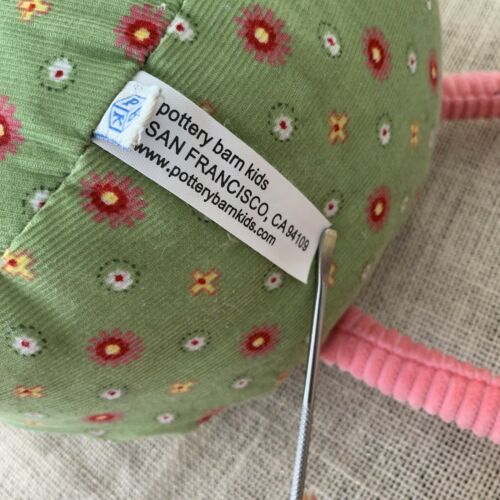 P B
K
pottery barn kids
SAN FRANCISCO, CA 94109
www.potterybarnkids.com